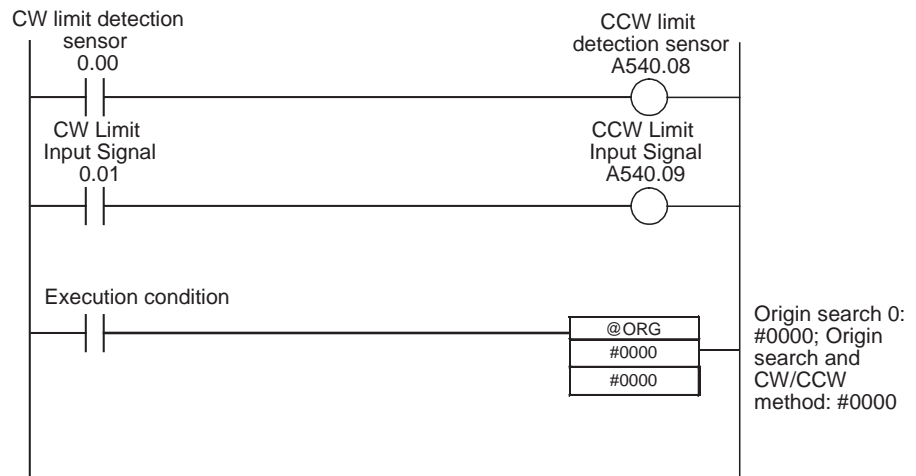 CW limit detection
sensor
0.00
CCW limit
detection sensor
A540.08
CW Limit
Input Signal
0.01
CCW Limit
Input Signal
A540.09
Execution condition
@ORG
#0000
#0000
Origin search 0:
#0000; Origin
search and
CW/CCW
method: #0000